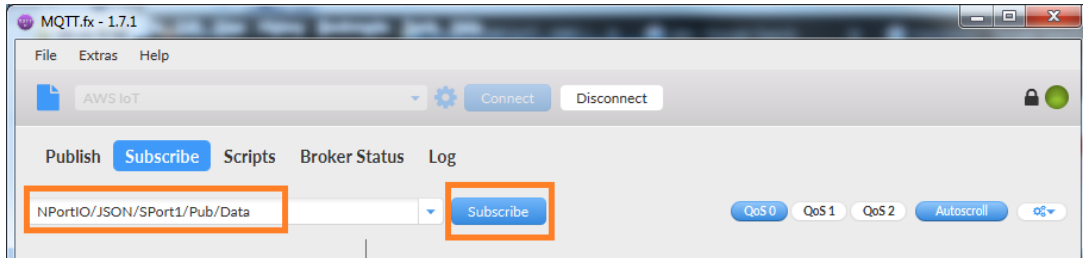 MQTT.fx - 1.7.1
File Extras Help
AWS IoT Connect Disconnect
Publish Subscribe Scripts Broker Status Log
NPortIO/JSON/SPort1/Pub/Data Subscribe QoS 0 QoS 1 QoS 2 Autoscroll